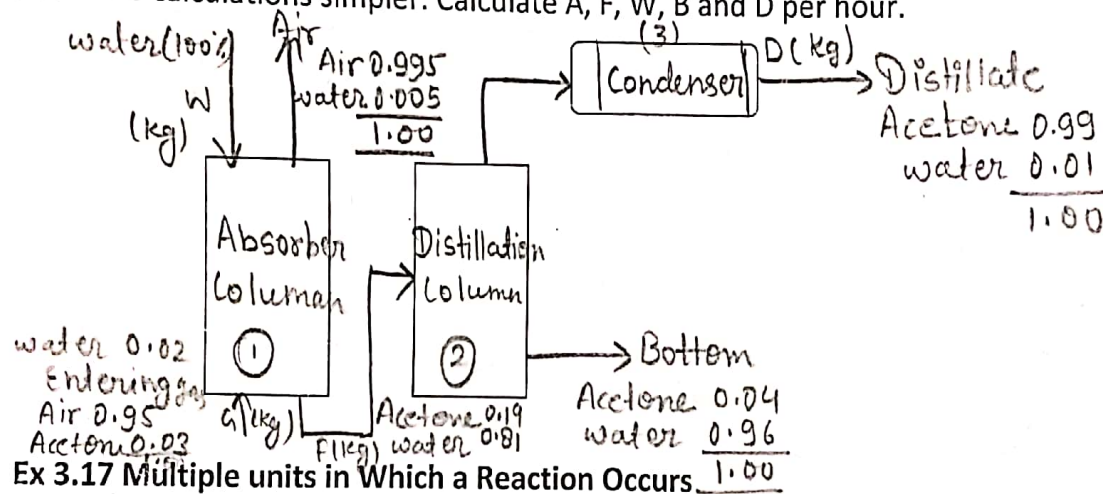 calculations simpler. Calculate A, F, W, B and D per hour.
water (100%)
W
(kg)
Air
Air 0.995
water 0.005
1.00
(3)
Condenser
D(kg)
Distillate
Acetone 0.99
water 0.01
1.00
Absorber
Columan
1
Distillation
Column
2
water 0.02
Entering gas
Air 0.95
Acetone 0.03
G(kg)
F(kg)
Acetone 0.19
water 0.81
Bottom
Acetone 0.04
water 0.96
1.00
Ex 3.17 Multiple units in Which a Reaction Occurs